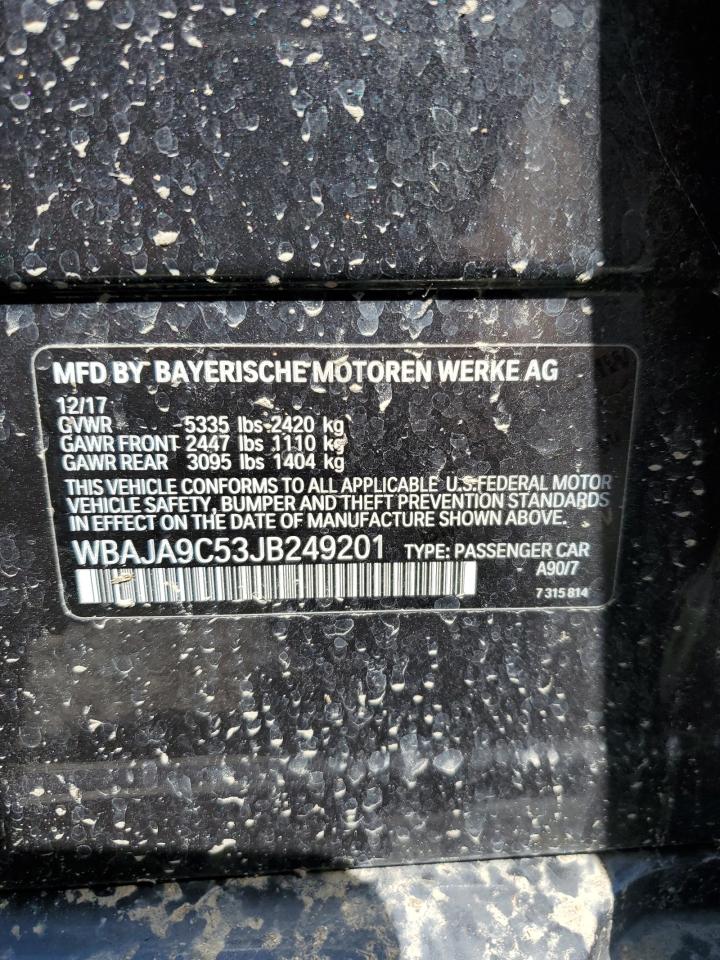 MFD BY BAYERISCHE MOTOREN WERKE AG
12/17
GVWR 5335 lbs-2420 kg
GAWR FRONT 2447 lbs 1110 kg
GAWR REAR 3095 lbs 1404 kg
THIS VEHICLE CONFORMS TO ALL APPLICABLE U.S.FEDERAL MOTOR
VEHICLE SAFETY, BUMPER AND THEFT PREVENTION STANDARDS
IN EFFECT ON THE DATE OF MANUFACTURE SHOWN ABOVE.
WBAJA9C53JB249201 TYPE: PASSENGER CAR
A90/7
7 315 814